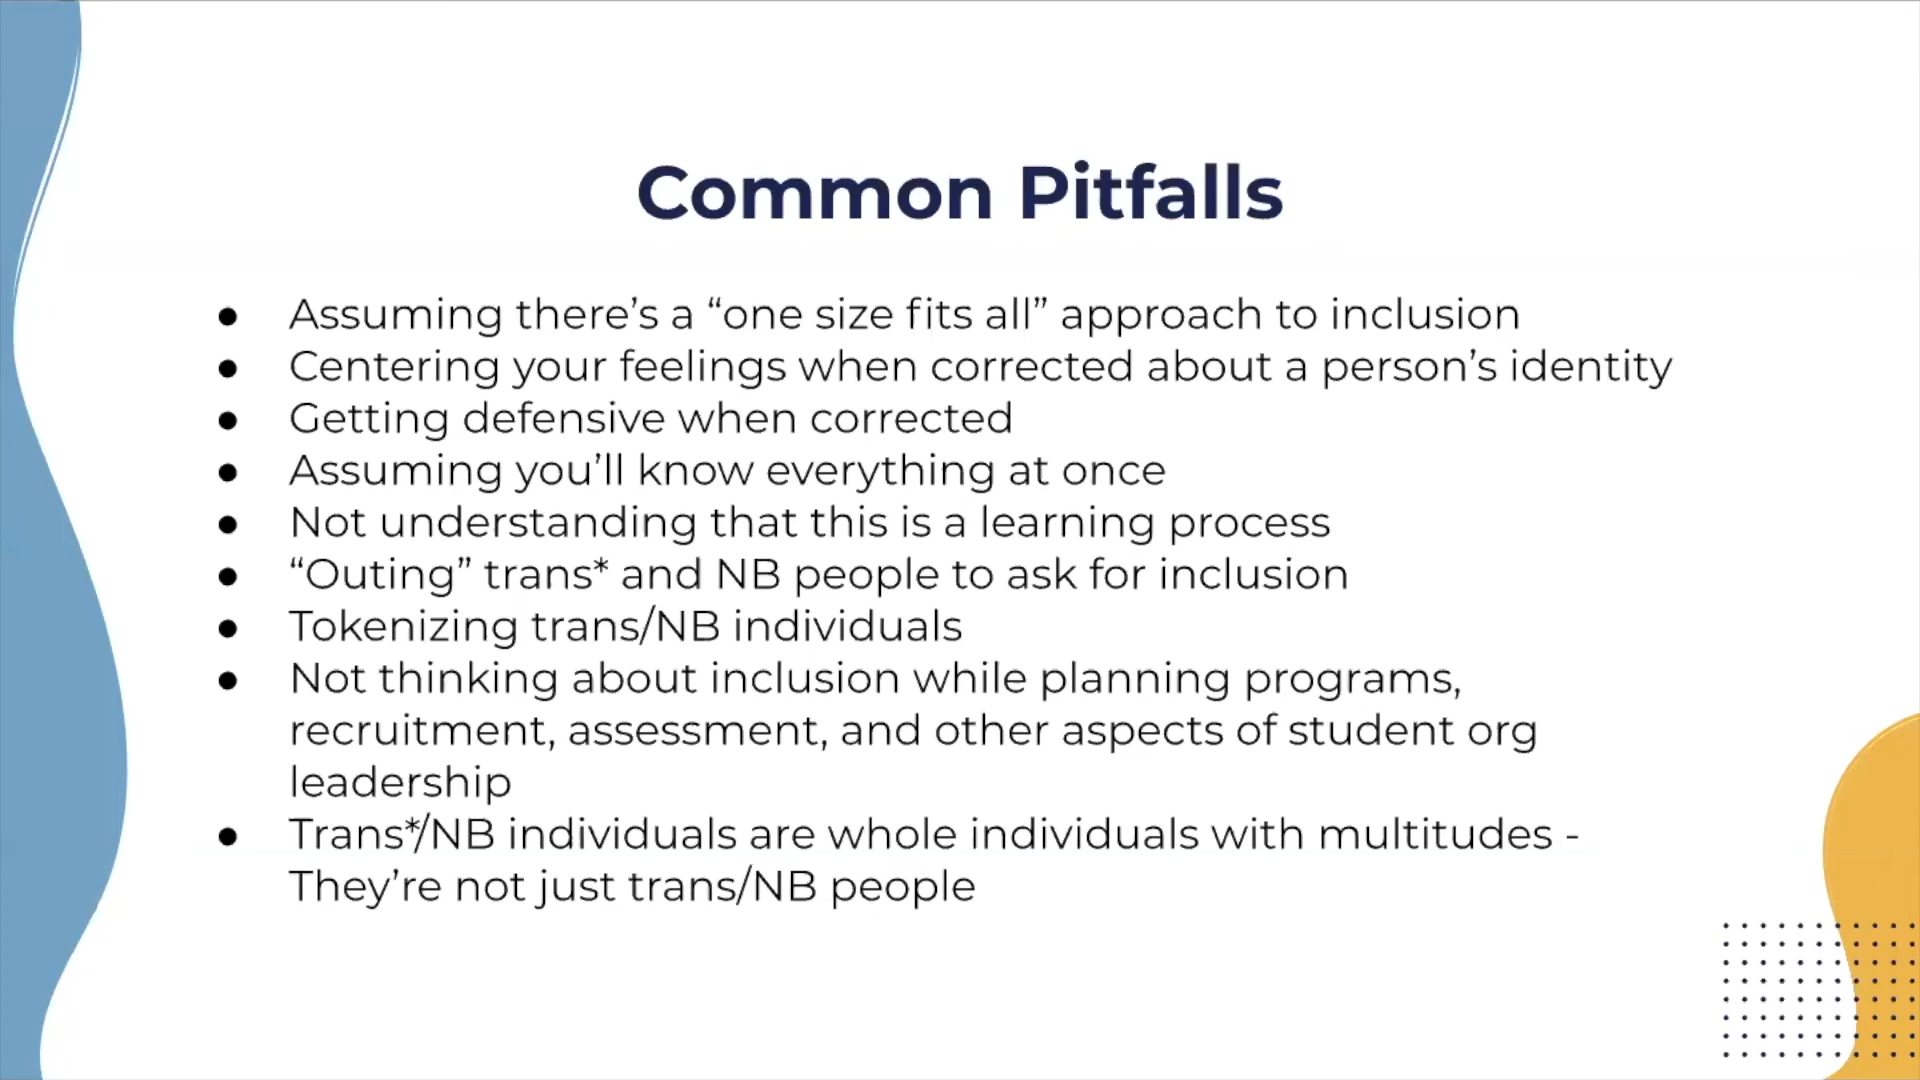 Common Pitfalls
● Assuming there’s a “one size fits all” approach to inclusion
● Centering your feelings when corrected about a person’s identity
● Getting defensive when corrected
● Assuming you’ll know everything at once
● Not understanding that this is a learning process
● “Outing” trans* and NB people to ask for inclusion
● Tokenizing trans/NB individuals
● Not thinking about inclusion while planning programs,
recruitment, assessment, and other aspects of student org
leadership
● Trans*/NB individuals are whole individuals with multitudes -
They’re not just trans/NB people